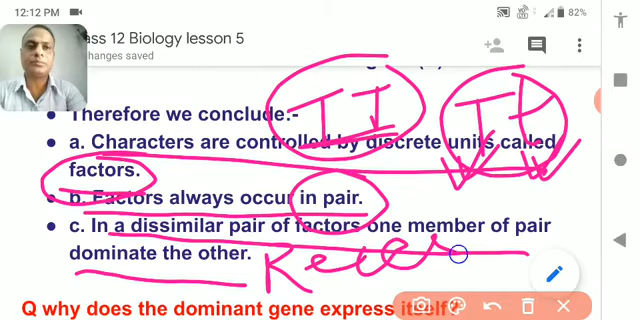 12:12 PM 82%
ass 12 Biology lesson 5
changes saved
Therefore we conclude:-
T T T
a. Characters are controlled by discrete units called
factors.
b. Factors always occur in pair.
c. In a dissimilar pair of factors one member of pair
dominate the other.
Reces
Q why does the dominant gene express itself?